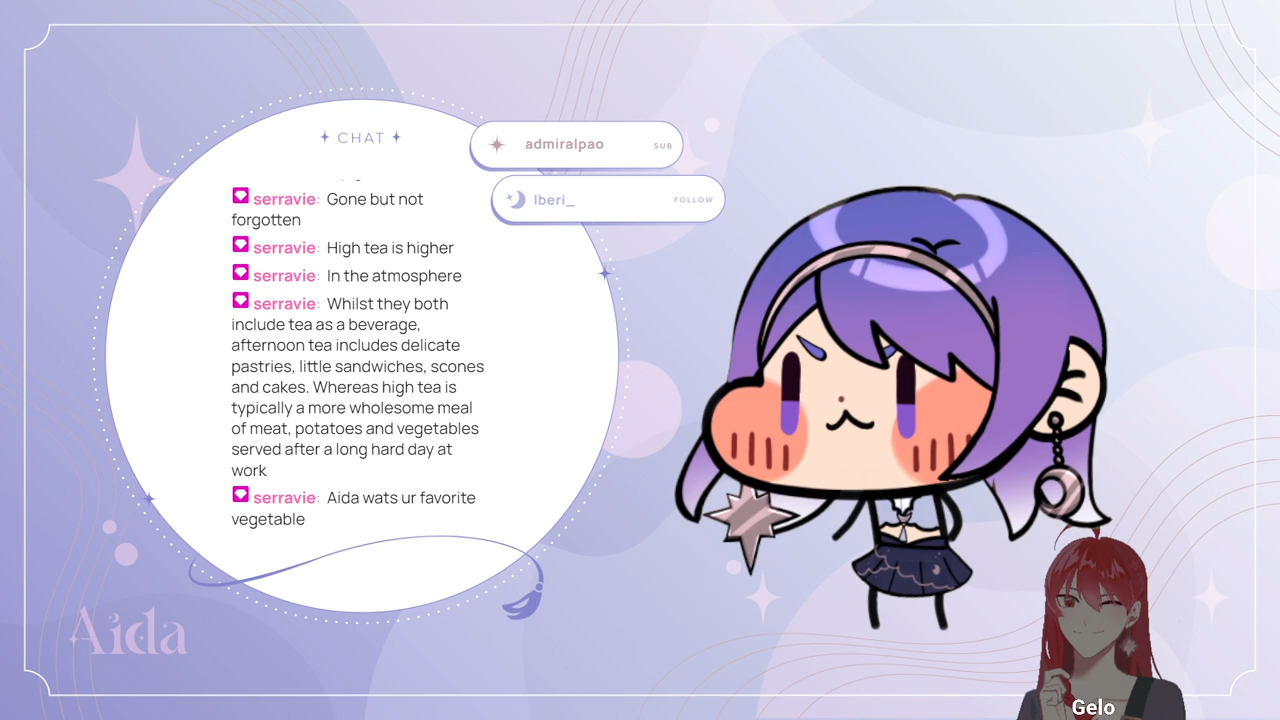 CHAT
admiralpao SUB
lberi_ FOLLOW
serravie: Gone but not
forgotten
serravie: High tea is higher
serravie: In the atmosphere
serravie: Whilst they both
include tea as a beverage,
afternoon tea includes delicate
pastries, little sandwiches, scones
and cakes. Whereas high tea is
typically a more wholesome meal
of meat, potatoes and vegetables
served after a long hard day at
work
serravie: Aida wats ur favorite
vegetable
Aida
Gelo